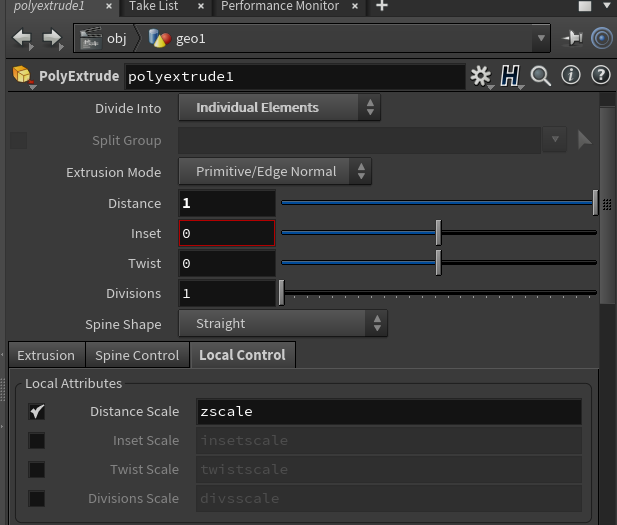 polyextrude1 × Take List × Performance Monitor × +
obj geo1
PolyExtrude polyextrude1
Divide Into Individual Elements
Split Group
Extrusion Mode Primitive/Edge Normal
Distance 1
Inset 0
Twist 0
Divisions 1
Spine Shape Straight
Extrusion Spine Control Local Control
Local Attributes
Distance Scale zscale
Inset Scale insetscale
Twist Scale twistscale
Divisions Scale divsscale